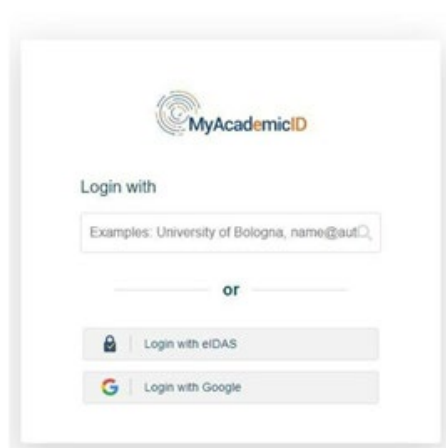 MyAcademicID
Login with
Examples: University of Bologna, name@aut
or
Login with eIDAS
Login with Google